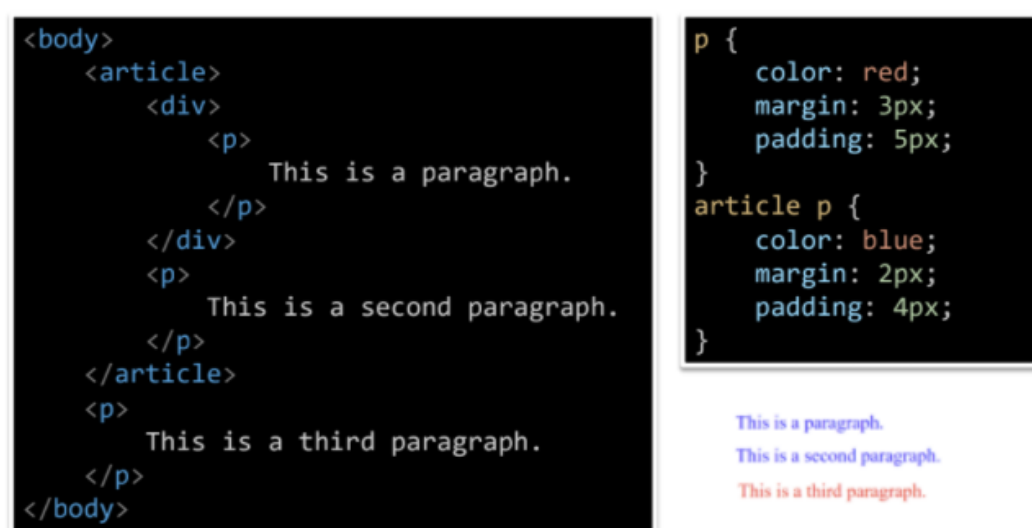 <body>
<article>
<div>
<p>
This is a paragraph.
</p>
</div>
<p>
This is a second paragraph.
</p>
</article>
<p>
This is a third paragraph.
</p>
</body>
p {
color: red;
margin: 3px;
padding: 5px;
}
article p {
color: blue;
margin: 2px;
padding: 4px;
}
This is a paragraph.
This is a second paragraph.
This is a third paragraph.